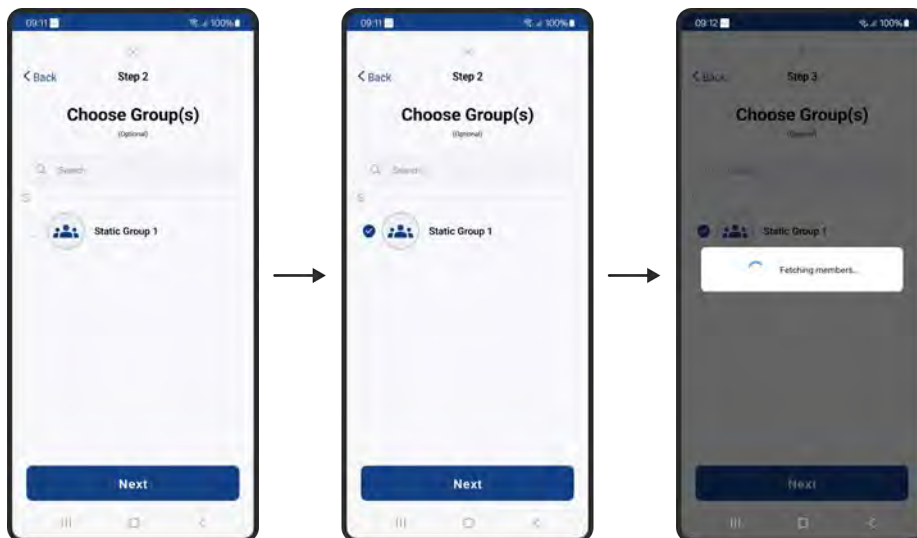 09:11 100%
< Back Step 2
Choose Group(s)
(Optional)
Search
S
Static Group 1
Next
09:11 100%
< Back Step 2
Choose Group(s)
(Optional)
Search
S
Static Group 1
Next
09:12 100%
< Back Step 3
Choose Group(s)
(Optional)
Static Group 1
Fetching members...
Next